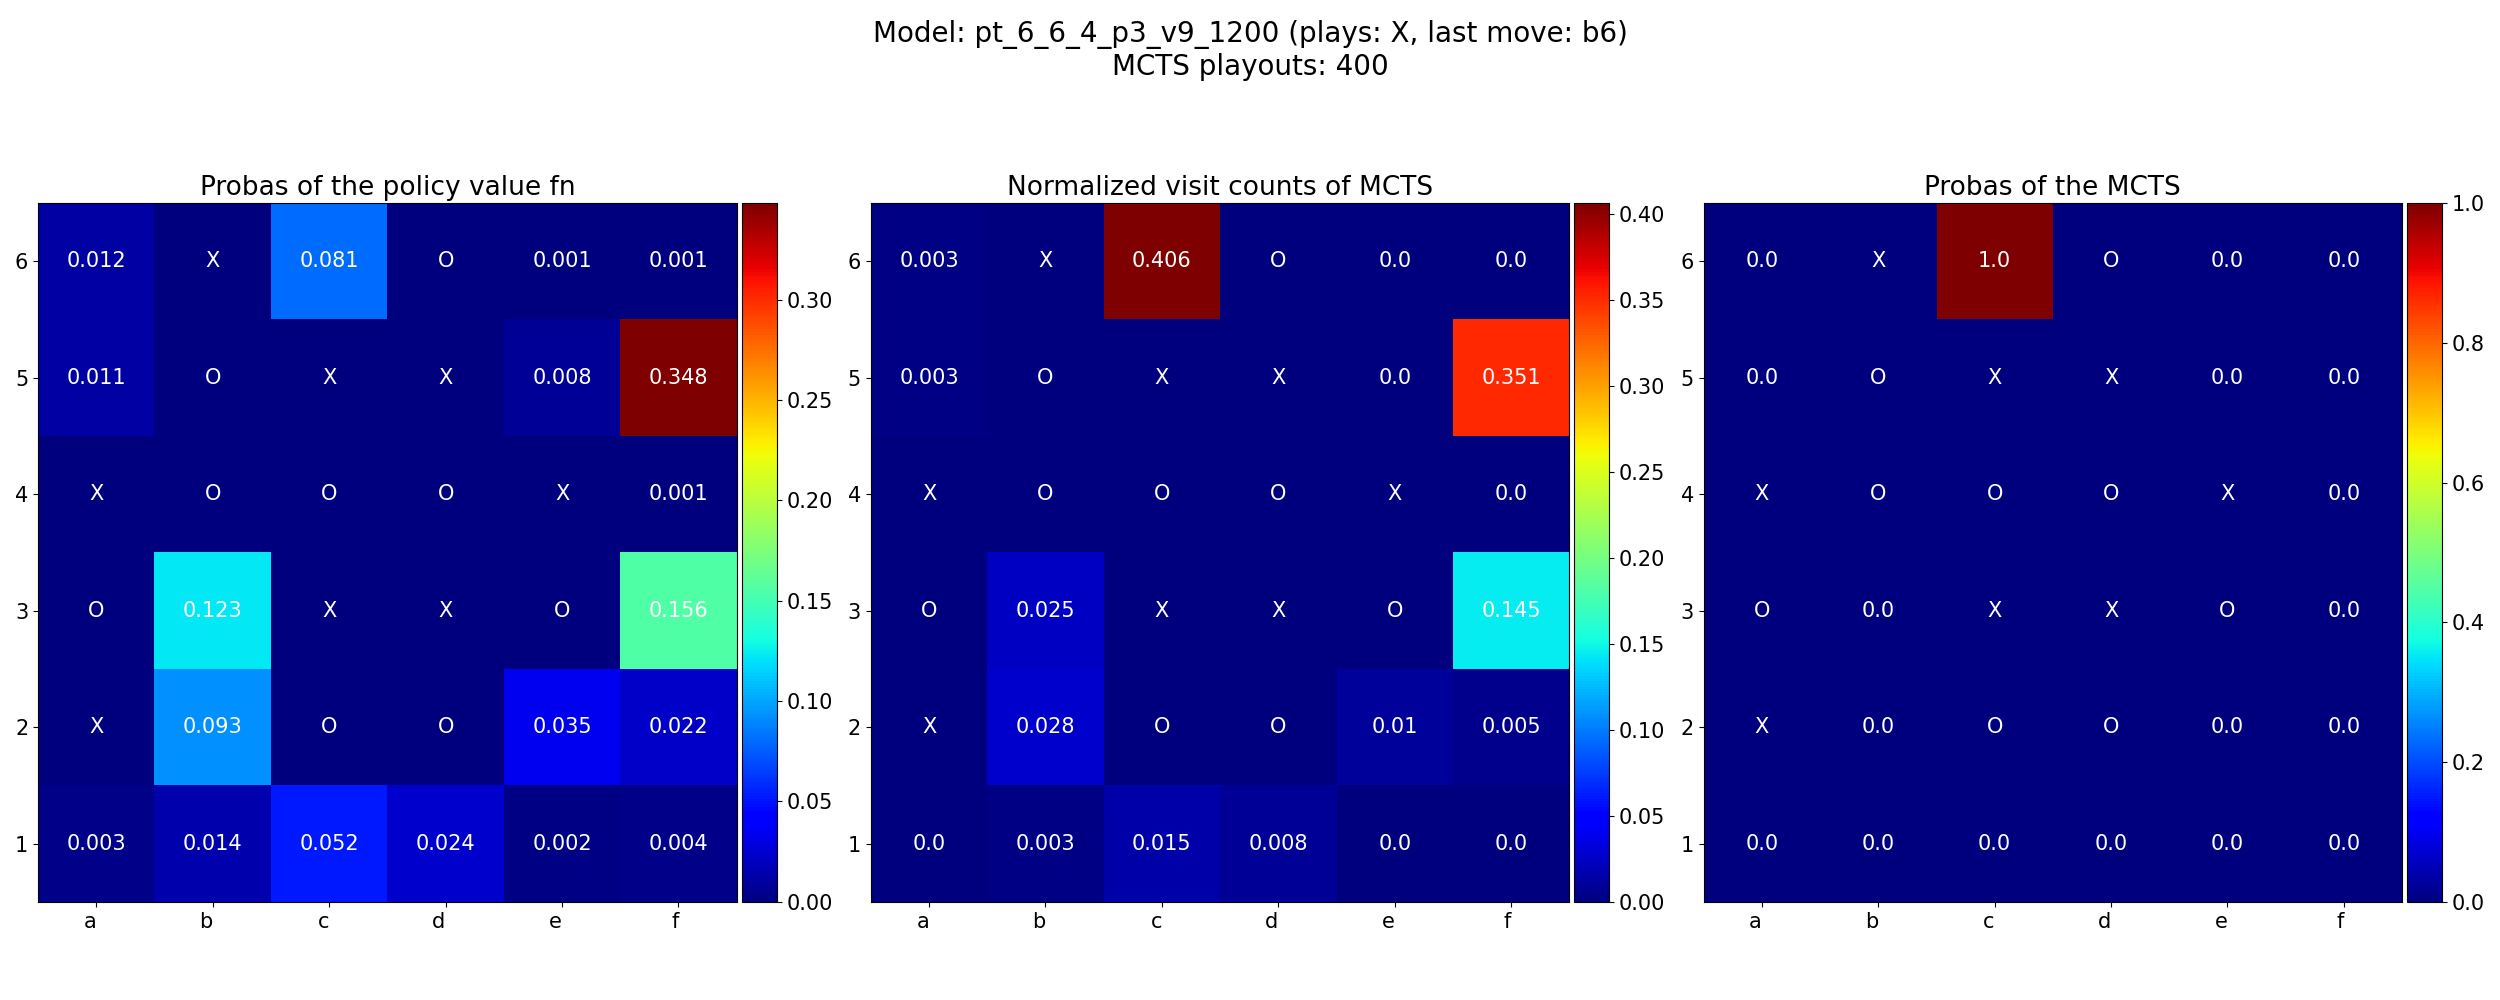 Model: pt_6_6_4_p3_v9_1200 (plays: X, last move: b6)
MCTS playouts: 400
Probas of the policy value fn
6 0.012 X 0.081 O 0.001 0.001
5 0.011 O X X 0.008 0.348
4 X O O O X 0.001
3 O 0.123 X X O 0.156
2 X 0.093 O O 0.035 0.022
1 0.003 0.014 0.052 0.024 0.002 0.004
a b c d e f
0.30
0.25
0.20
0.15
0.10
0.05
0.00
Normalized visit counts of MCTS
6 0.003 X 0.406 O 0.0 0.0
5 0.003 O X X 0.0 0.351
4 X O O O X 0.0
3 O 0.025 X X O 0.145
2 X 0.028 O O 0.01 0.005
1 0.0 0.003 0.015 0.008 0.0 0.0
a b c d e f
0.40
0.35
0.30
0.25
0.20
0.15
0.10
0.05
0.00
Probas of the MCTS
6 0.0 X 1.0 O 0.0 0.0
5 0.0 O X X 0.0 0.0
4 X O O O X 0.0
3 O 0.0 X X O 0.0
2 X 0.0 O O 0.0 0.0
1 0.0 0.0 0.0 0.0 0.0 0.0
a b c d e f
1.0
0.8
0.6
0.4
0.2
0.0